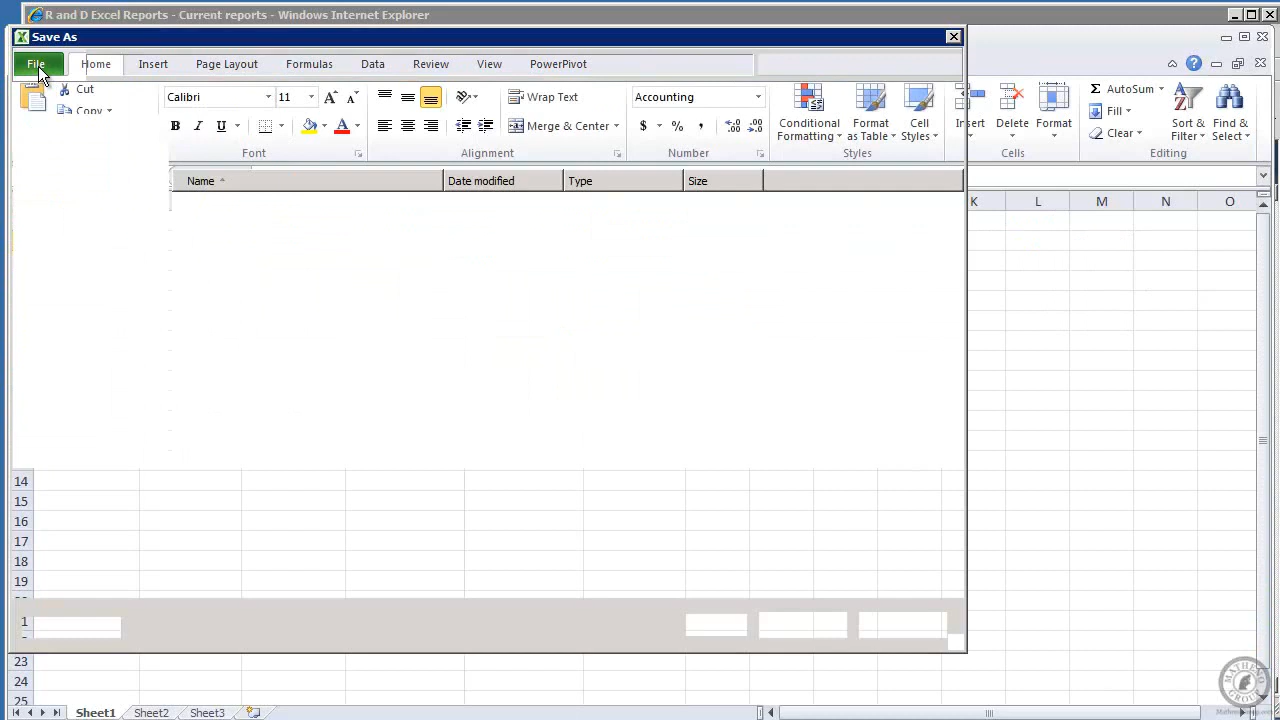 R and D Excel Reports - Current reports - Windows Internet Explorer
Save As
File Home Insert Page Layout Formulas Data Review View PowerPivot
Cut
Copy
Calibri 11
Wrap Text
Accounting
B I U
Merge & Center
$ % ,
Conditional Formatting
Format as Table
Cell Styles
Insert
Delete
Format
Σ AutoSum
Fill
Clear
Sort & Filter
Find & Select
Font Alignment Number Styles Cells Editing
Name Date modified Type Size
K L M N O
14
15
16
17
18
19
1
23
24
25
Sheet1 Sheet2 Sheet3
MATHEMO GROUP